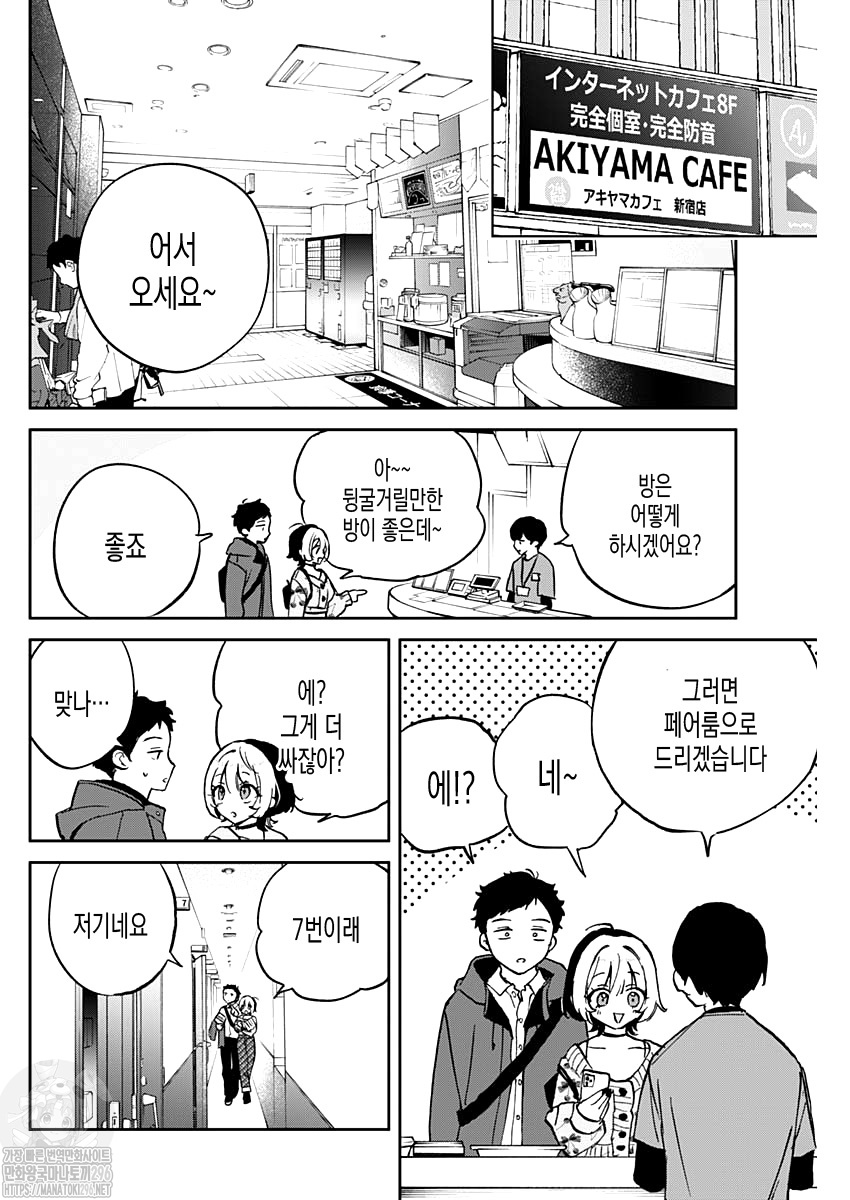 インターネットカフェ8F
完全個室・完全防音
AKIYAMA CAFE
アキヤマカフェ 新宿店
어서
오세요~
방은
어떻게
하시겠어요?
아~~
뒹굴거릴만한
방이 좋은데~
좋죠
그러면
페어룸으로
드리겠습니다
네~
에!?
에?
그게 더
싸잖아?
맞나…
7번이래
저기네요
7
가장 빠른 번역만화사이트
만화왕국마나토끼296
HTTPS://MANATOKI296.NET/